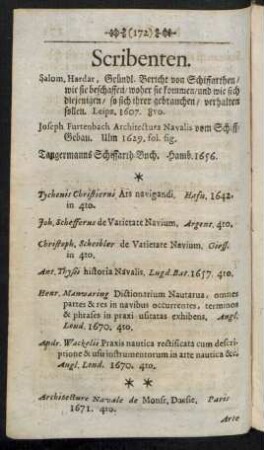 (172)
Scribenten.
Salom, Hardar, Gründl. Bericht von Schiffarthen/
wie sie beschaffen/ woher sie kommen/ und wie sich
diejenigen/ so sich ihrer gebrauchen/ verhalten
sollen. Leipz. 1607. 8vo.
Joseph Furtenbach Architectura Navalis vom Schiff-
Gebau. Ulm 1629. fol. fig.
Tangermanns Schiffarth Buch. Hamb. 1656.
*
Tychonis Christierni Ars navigandi. Hafn. 1642.
in 4to.
Joh. Schefferus de Varietate Navium. Argent. 4to.
Christoph. Scheiblær de Varietate Navium. Giess.
in 4to.
Ant. Thysii historia Navalis. Lugd. Bat. 1657. 4to.
Henr. Manwaring Dictionarium Nautarus, omnes
partes & res in navibus occurrentes, terminos
& phrases in praxi usitatas exhibens. Angl.
Lond. 1670. 4to.
Andr. Wackelis Praxis nautica rectificata cum descri-
ptione & usu instrumentorum in arte nautica &c.
Angl. Lond. 1670. 4to.
* *
Architecture Navale de Monsr. Dassie. Paris
1671. 4to.
Arte